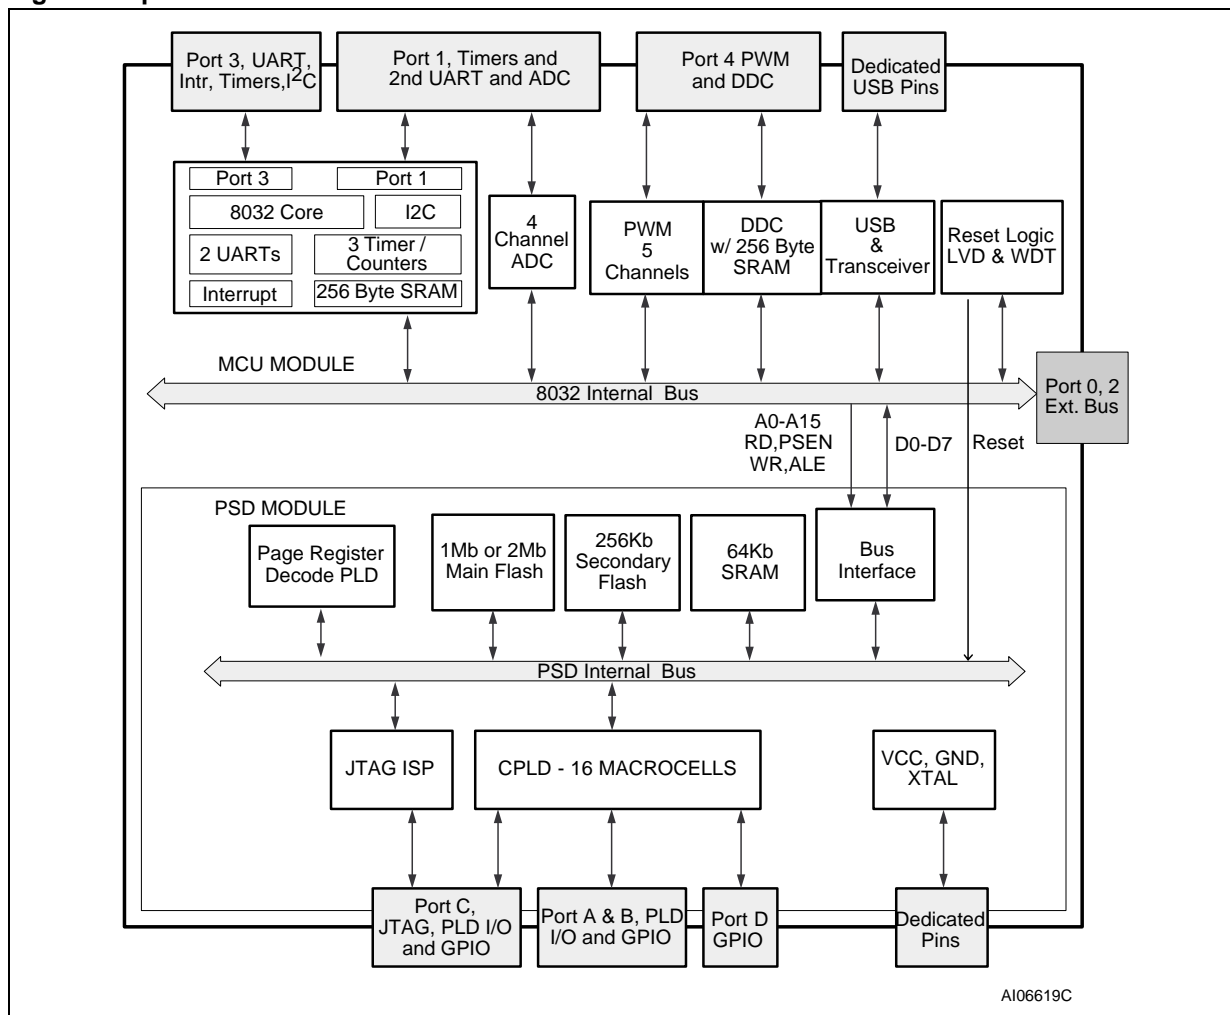 Port 3, UART,
Intr, Timers,I2C
Port 1, Timers and
2nd UART and ADC
Port 4 PWM
and DDC
Dedicated
USB Pins
Port 3
Port 1
8032 Core
I2C
2 UARTs
3 Timer /
Counters
Interrupt
256 Byte SRAM
4
Channel
ADC
PWM
5
Channels
DDC
w/ 256 Byte
SRAM
USB
&
Transceiver
Reset Logic
LVD & WDT
MCU MODULE
8032 Internal Bus
Port 0, 2
Ext. Bus
A0-A15
RD,PSEN
WR,ALE
D0-D7
Reset
PSD MODULE
Page Register
Decode PLD
1Mb or 2Mb
Main Flash
256Kb
Secondary
Flash
64Kb
SRAM
Bus
Interface
PSD Internal Bus
JTAG ISP
CPLD - 16 MACROCELLS
VCC, GND,
XTAL
Port C,
JTAG, PLD I/O
and GPIO
Port A & B, PLD
I/O and GPIO
Port D
GPIO
Dedicated
Pins
AI06619C